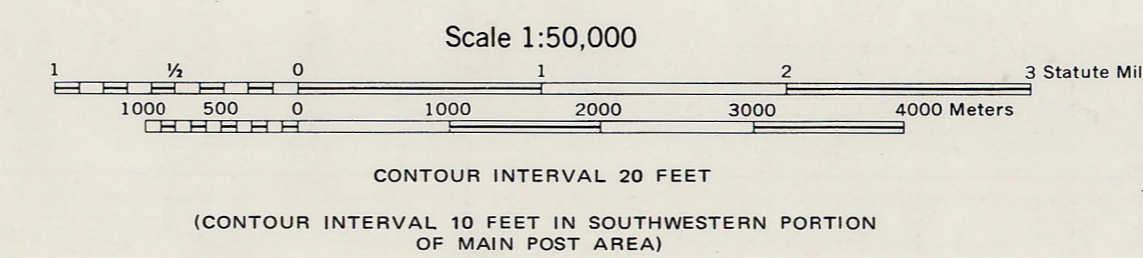 Scale 1:50,000
1 ½ 0 1 2 3 Statute Mil
1000 500 0 1000 2000 3000 4000 Meters
CONTOUR INTERVAL 20 FEET
(CONTOUR INTERVAL 10 FEET IN SOUTHWESTERN PORTION
OF MAIN POST AREA)